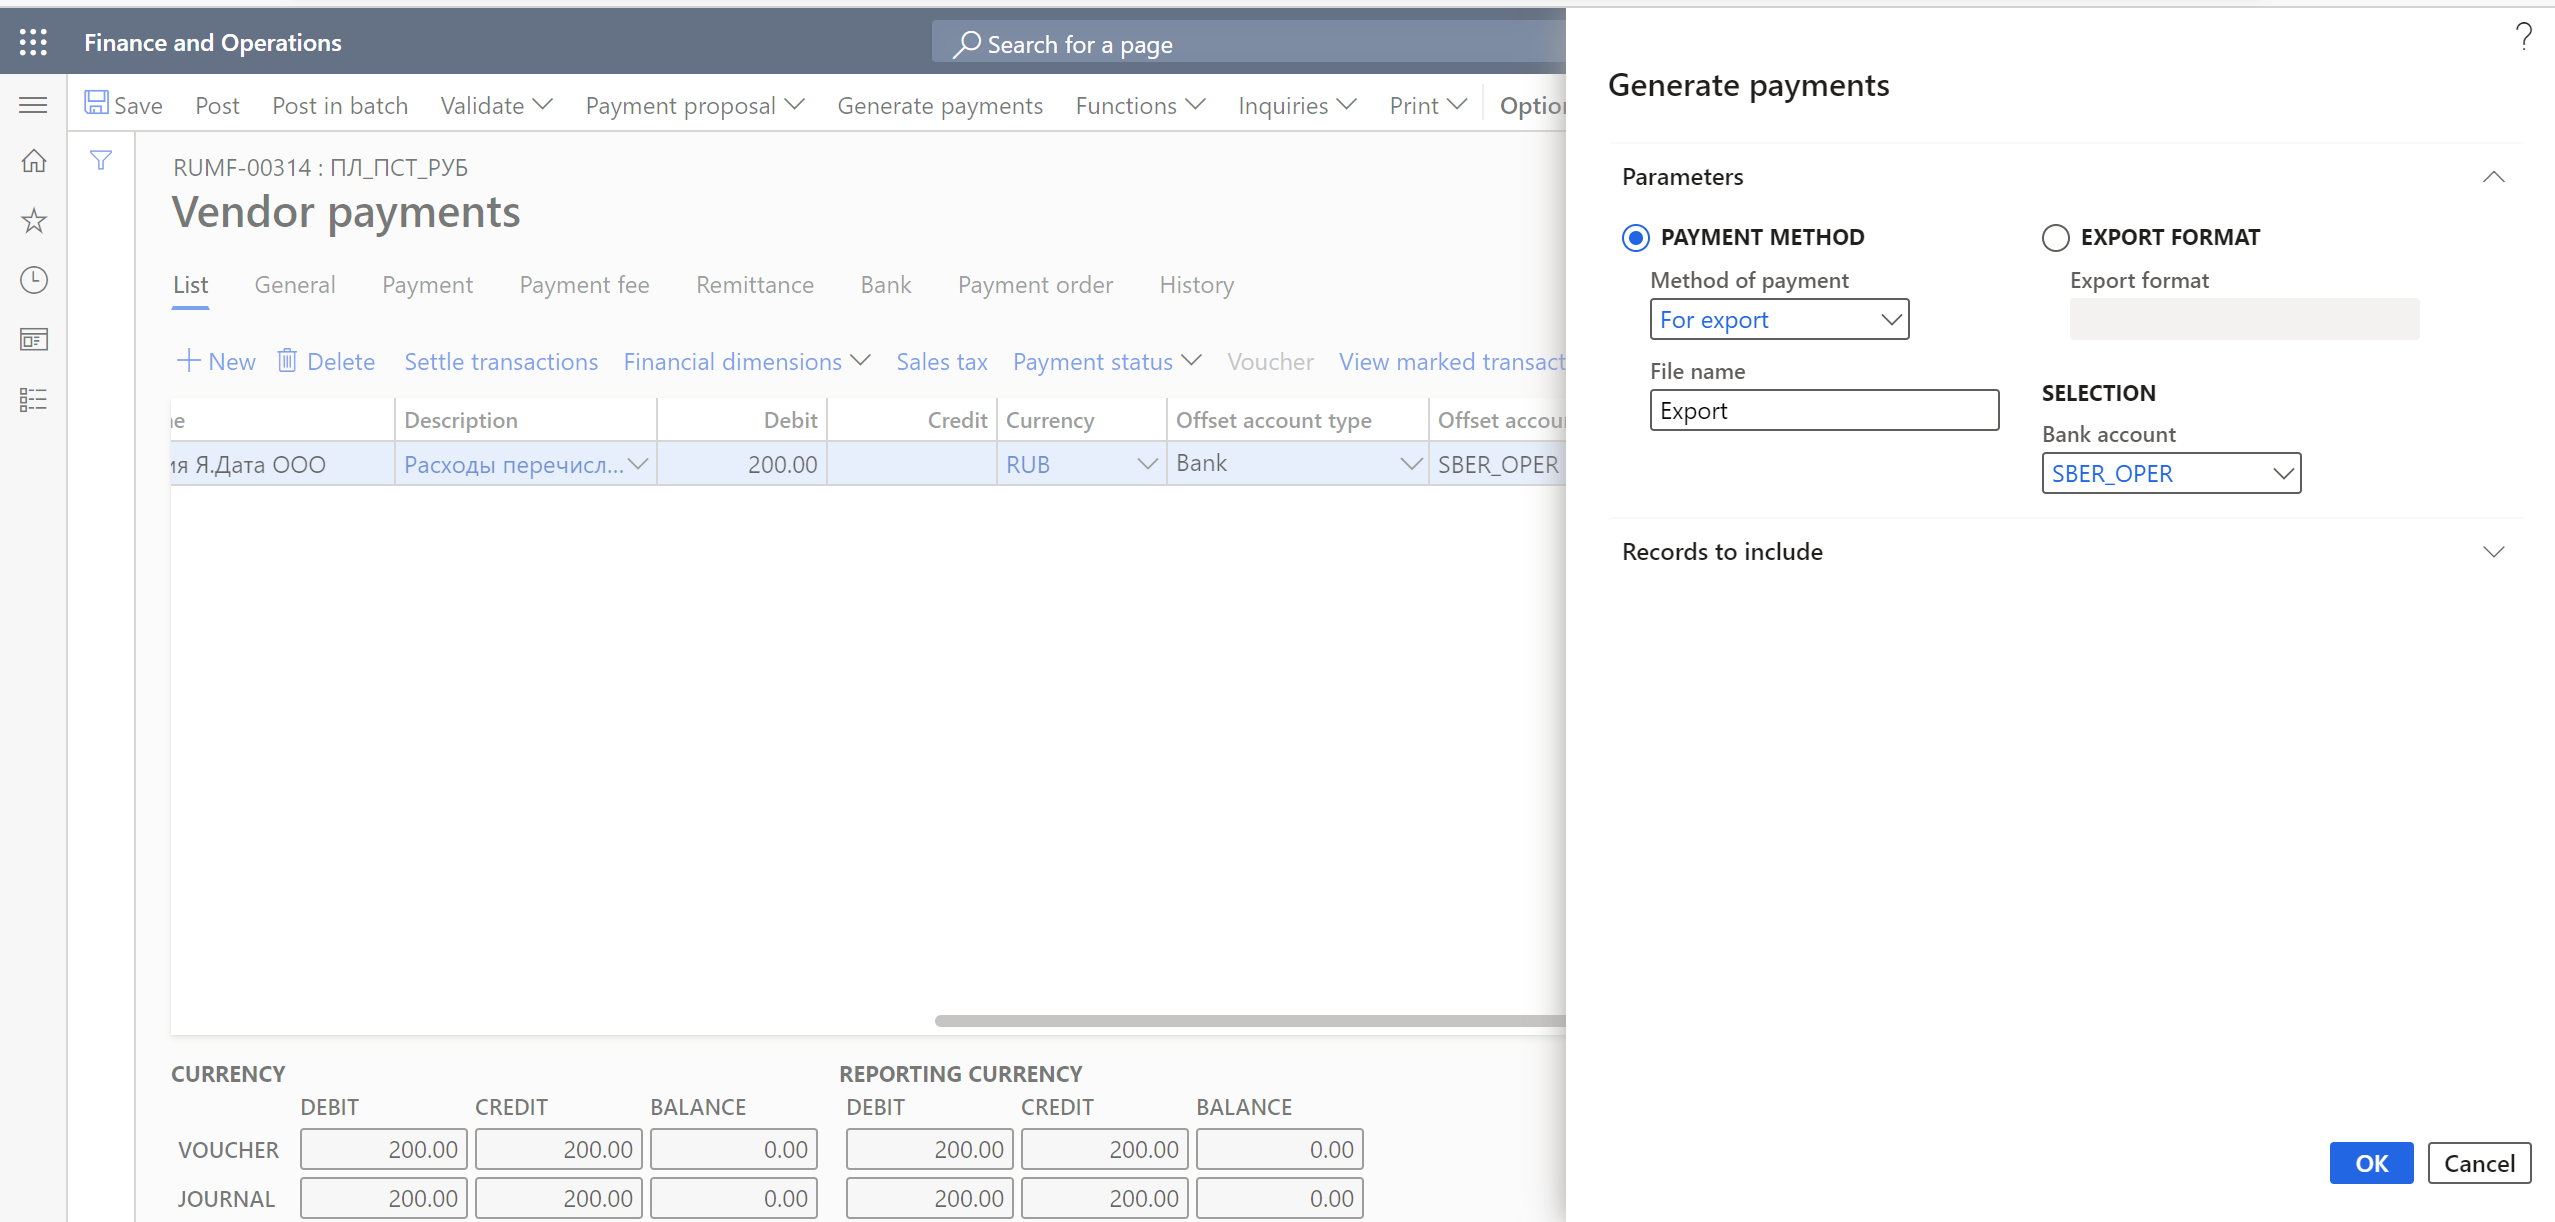 Finance and Operations
Search for a page
Save Post Post in batch Validate Payment proposal Generate payments Functions Inquiries Print
RUMF-00314 : ПЛ_ПСТ_РУБ
Vendor payments
List General Payment Payment fee Remittance Bank Payment order History
New Delete Settle transactions Financial dimensions Sales tax Payment status Voucher View marked
Description Debit Credit Currency Offset account type Offset
Я.Дата ООО Расходы перечисл... 200.00 RUB Bank SBER_OPER
CURRENCY
DEBIT CREDIT BALANCE
VOUCHER 200.00 200.00 0.00
JOURNAL 200.00 200.00 0.00
REPORTING CURRENCY
DEBIT CREDIT BALANCE
200.00 200.00 0.00
200.00 200.00 0.00
?
Generate payments
Parameters
PAYMENT METHOD
Method of payment
For export
File name
Export
EXPORT FORMAT
Export format
SELECTION
Bank account
SBER_OPER
Records to include
OK Cancel